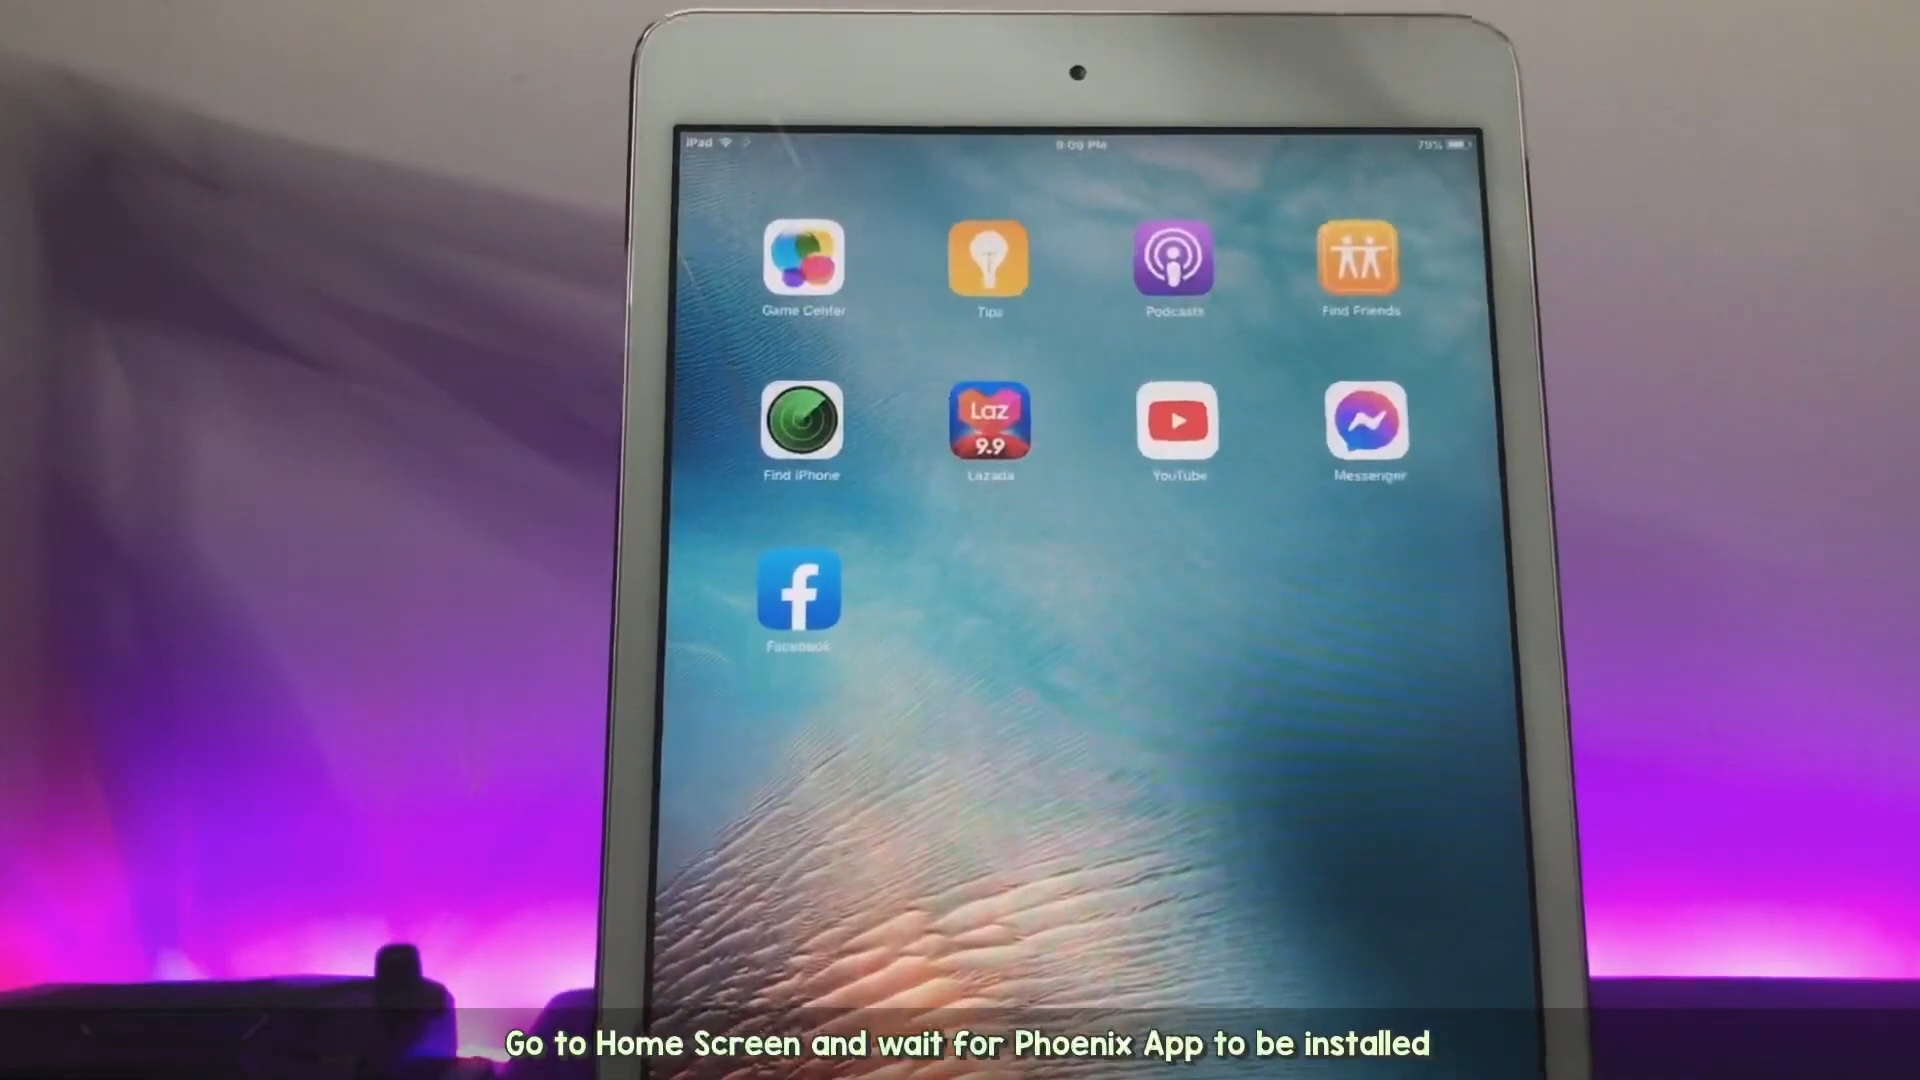 iPad
9:09 PM
79%
Game Center
Tips
Podcasts
Find Friends
Laz
9.9
Find iPhone
Lazada
YouTube
Messenger
Facebook
Go to Home Screen and wait for Phoenix App to be installed